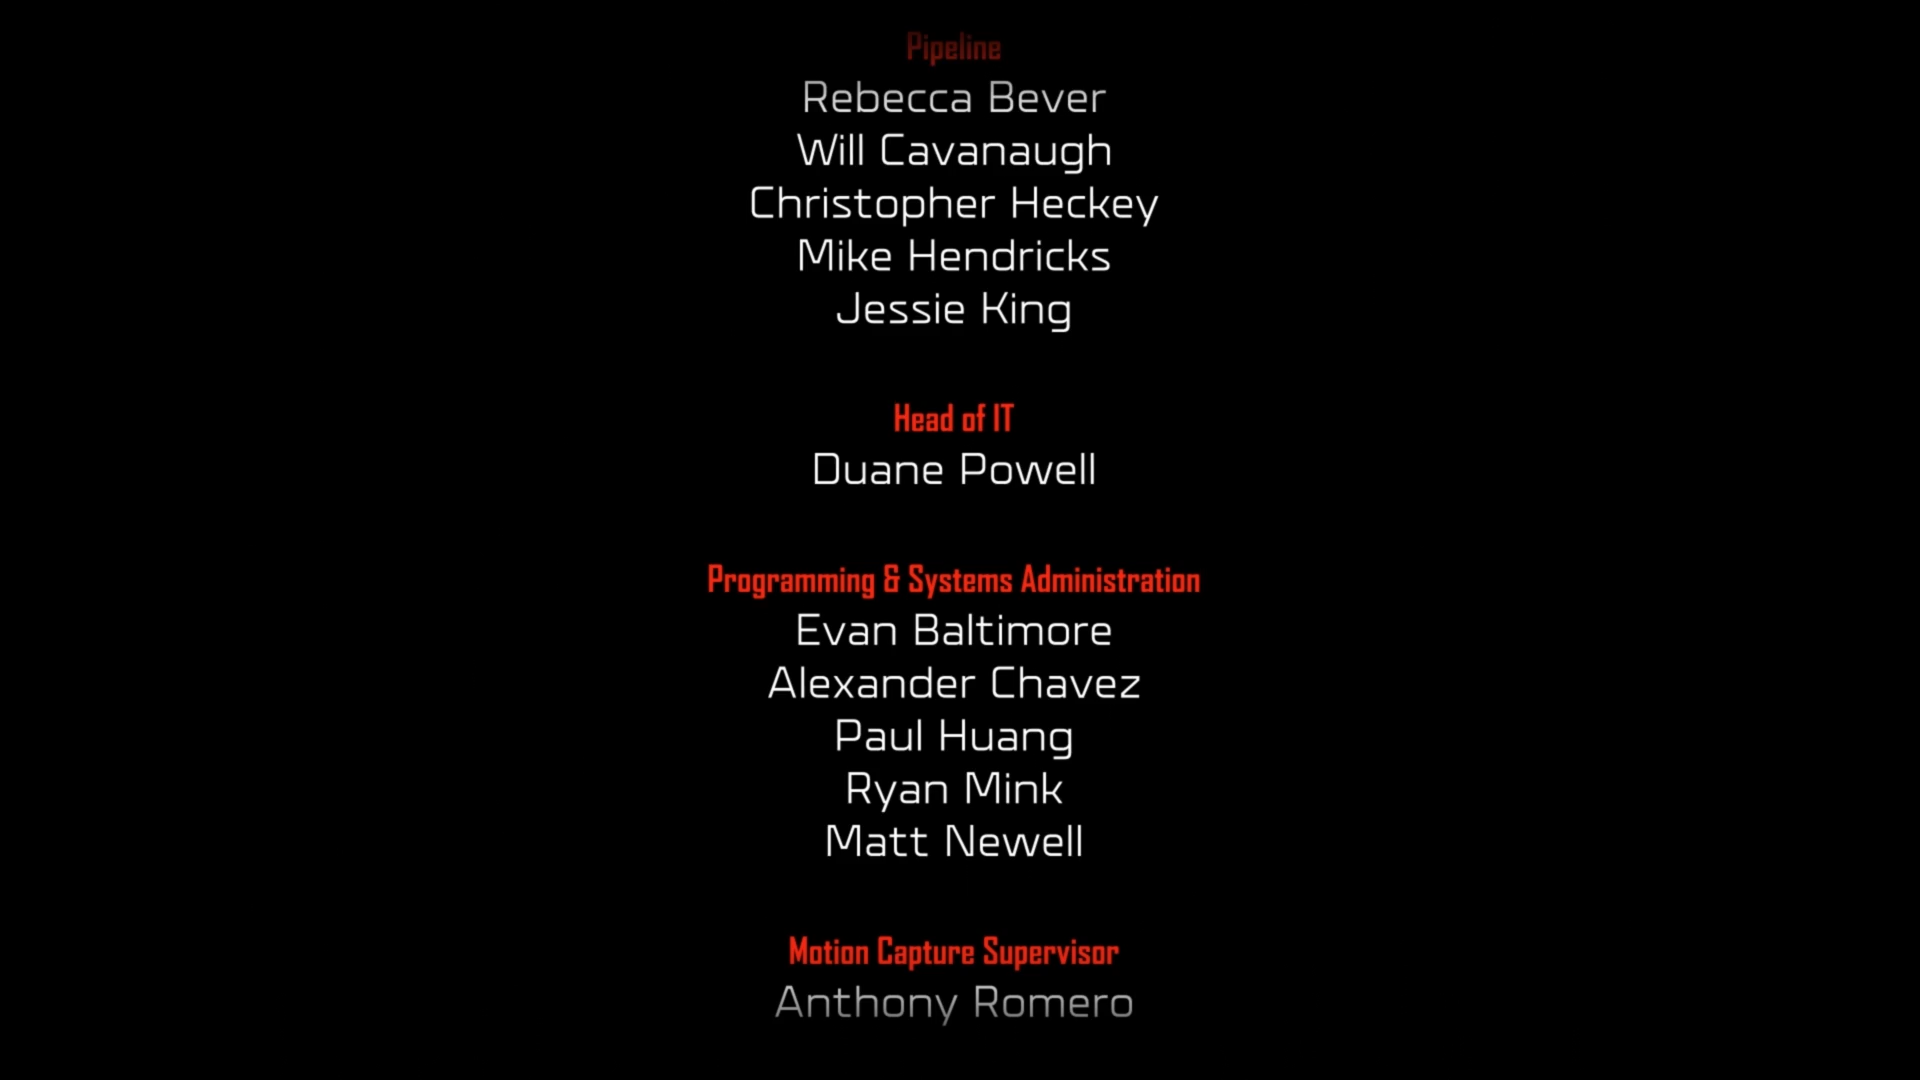 Pipeline
Rebecca Bever
Will Cavanaugh
Christopher Heckey
Mike Hendricks
Jessie King
Head of IT
Duane Powell
Programming & Systems Administration
Evan Baltimore
Alexander Chavez
Paul Huang
Ryan Mink
Matt Newell
Motion Capture Supervisor
Anthony Romero